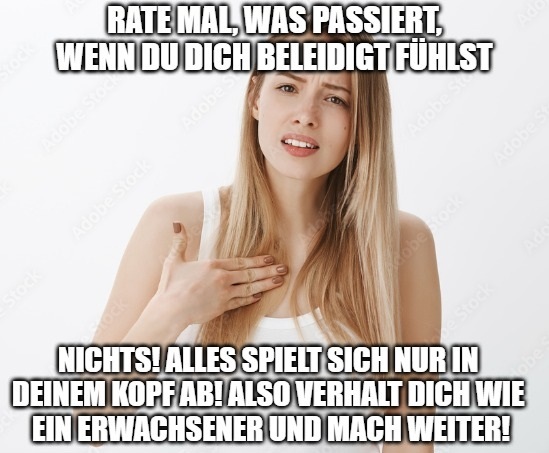 RATE MAL, WAS PASSIERT,
WENN DU DICH BELEIDIGT FÜHLST
NICHTS! ALLES SPIELT SICH NUR IN
DEINEM KOPF AB! ALSO VERHALT DICH WIE
EIN ERWACHSENER UND MACH WEITER!